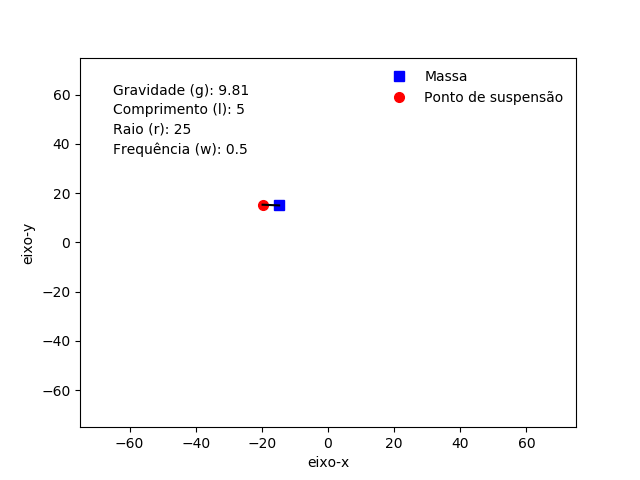 Gravidade (g): 9.81
Comprimento (l): 5
Raio (r): 25
Frequência (w): 0.5
Massa
Ponto de suspensão
60
40
20
0
−20
−40
−60
eixo-y
−60 −40 −20 0 20 40 60
eixo-x